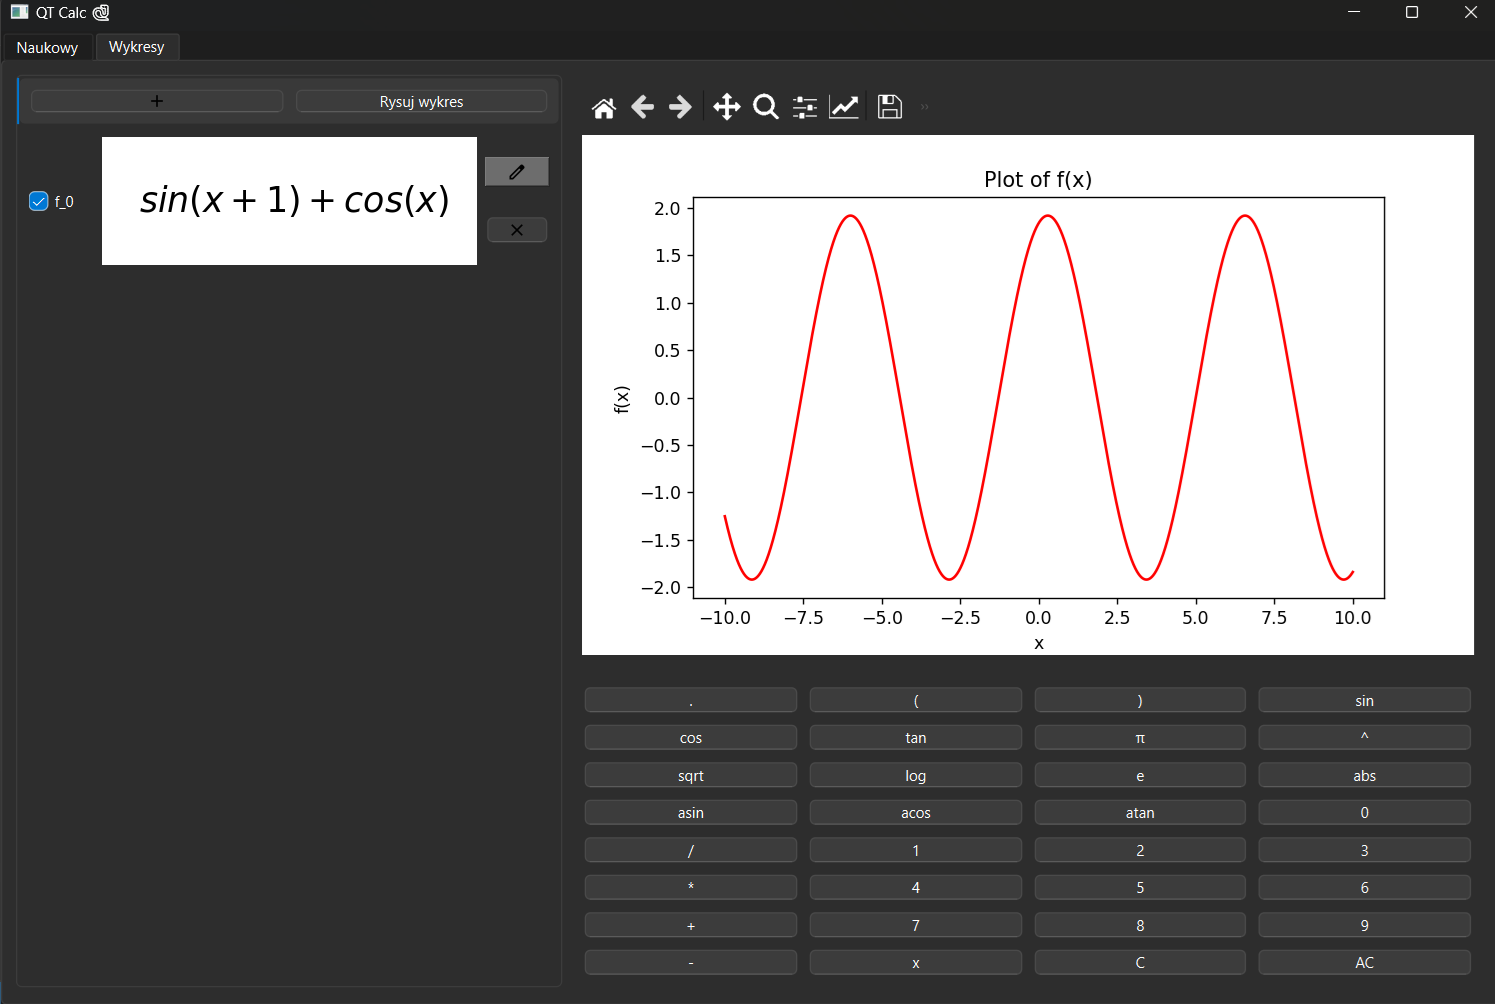 QT Calc
Naukowy Wykresy
+ Rysuj wykres
f_0
sin(x + 1) + cos(x)
Plot of f(x)
2.0
1.5
1.0
0.5
0.0
−0.5
−1.0
−1.5
−2.0
f(x)
−10.0 −7.5 −5.0 −2.5 0.0 2.5 5.0 7.5 10.0
x
. ( ) sin
cos tan π ^
sqrt log e abs
asin acos atan 0
/ 1 2 3
* 4 5 6
+ 7 8 9
- x C AC